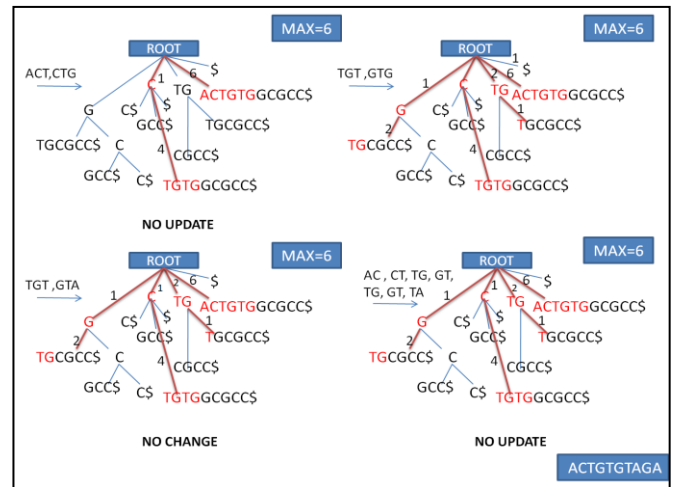 MAX=6
ROOT
ACT,CTG
1 6 $
C TG ACTGTGGCGCC$
G C$ $
GCC$ TGCGCC$
TGCGCC$ C
4 CGCC$
GCC$ C$
TGTGGCGCC$
NO UPDATE
MAX=6
ROOT
1
$
TGT ,GTG
1 2 6
C TG ACTGTGGCGCC$
G C$ $ 1
2 GCC$ TGCGCC$
TGCGCC$ C
4 CGCC$
GCC$ C$
TGTGGCGCC$
MAX=6
ROOT
TGT ,GTA
1 1 2 6 $
C TG ACTGTGGCGCC$
G C$ $ 1
2 GCC$ TGCGCC$
TGCGCC$ C
4 CGCC$
GCC$ C$
TGTGGCGCC$
NO CHANGE
MAX=6
ROOT
AC , CT, TG, GT,
TG, GT, TA
1 1 2 6 $
C TG ACTGTGGCGCC$
G C$ $ 1
2 GCC$ TGCGCC$
TGCGCC$ C
4 CGCC$
GCC$ C$
TGTGGCGCC$
NO UPDATE
ACTGTGTAGA